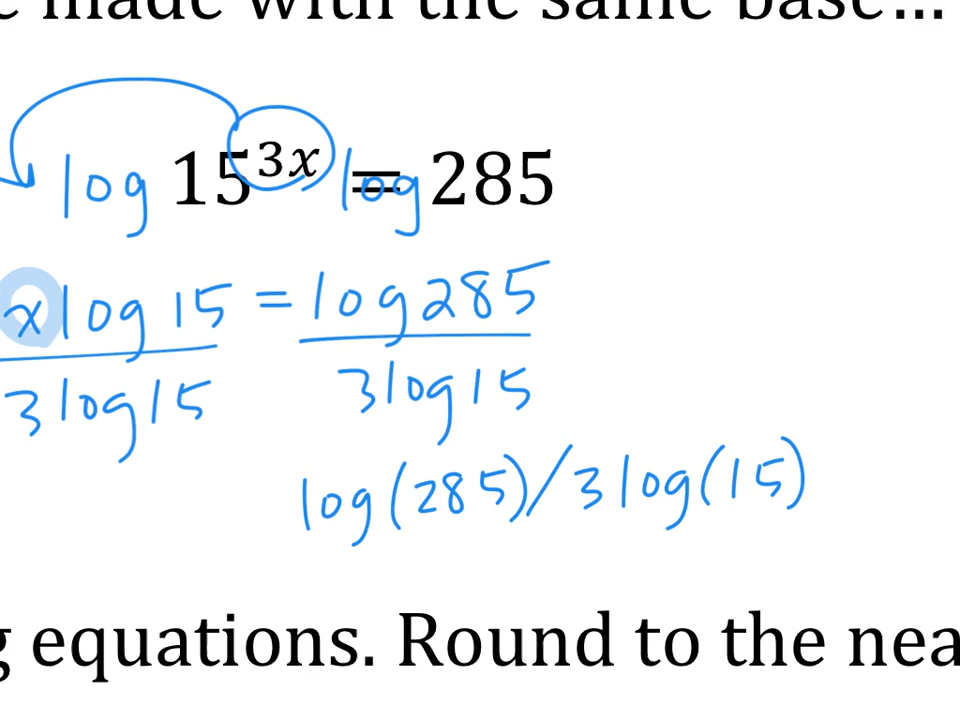 made with the same base...
log 15^{3x} = log 285
x log 15 = log 285
3 log 15 3 log 15
log(285)/3 log(15)
equations. Round to the